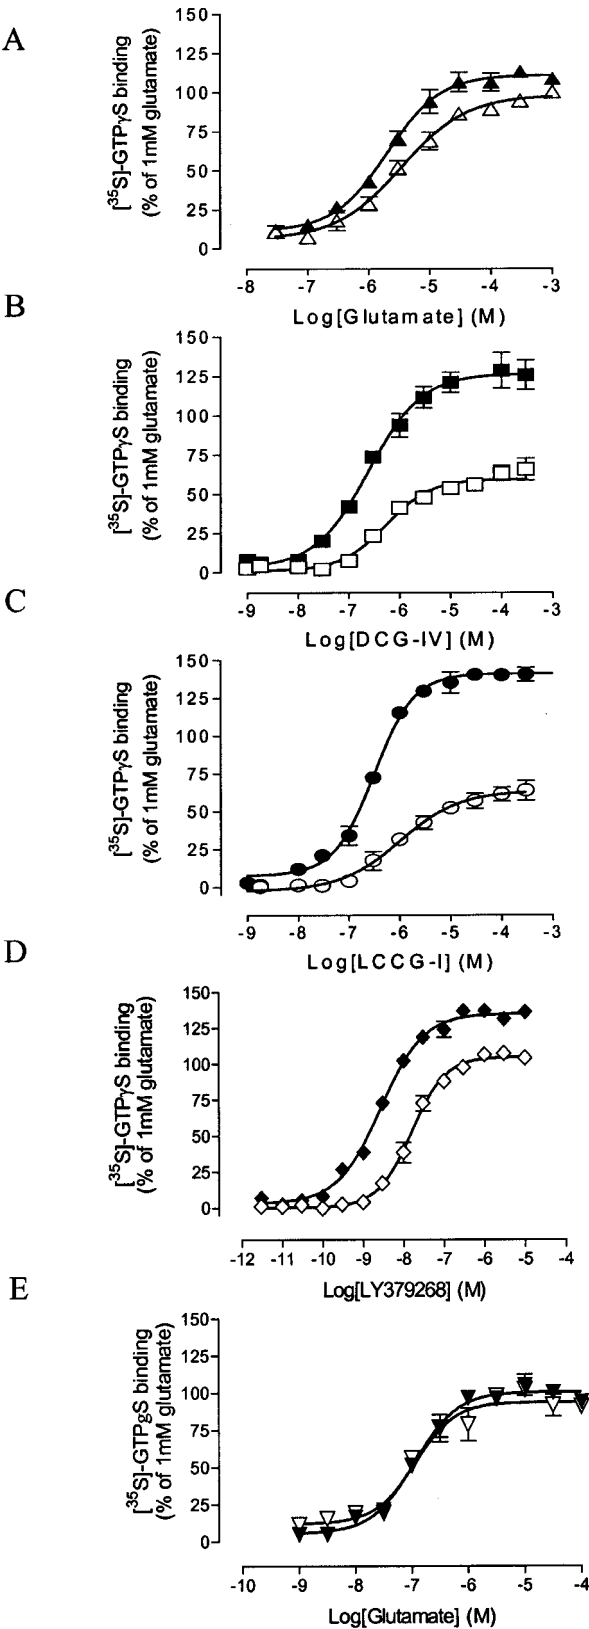 A
[35S]-GTPγS binding
(% of 1mM glutamate)
150
125
100
75
50
25
0
-8 -7 -6 -5 -4 -3
Log[Glutamate] (M)
B
[35S]-GTPγS binding
(% of 1mM glutamate)
150
125
100
75
50
25
0
-9 -8 -7 -6 -5 -4 -3
Log[DCG-IV] (M)
C
[35S]-GTPγS binding
(% of 1mM glutamate)
150
125
100
75
50
25
0
-9 -8 -7 -6 -5 -4 -3
Log[LCCG-I] (M)
D
[35S]-GTPγS binding
(% of 1mM glutamate)
150
125
100
75
50
25
0
-12 -11 -10 -9 -8 -7 -6 -5 -4
Log[LY379268] (M)
E
[35S]-GTPgS binding
(% of 1mM glutamate)
150
125
100
75
50
25
0
-10 -9 -8 -7 -6 -5 -4
Log[Glutamate] (M)